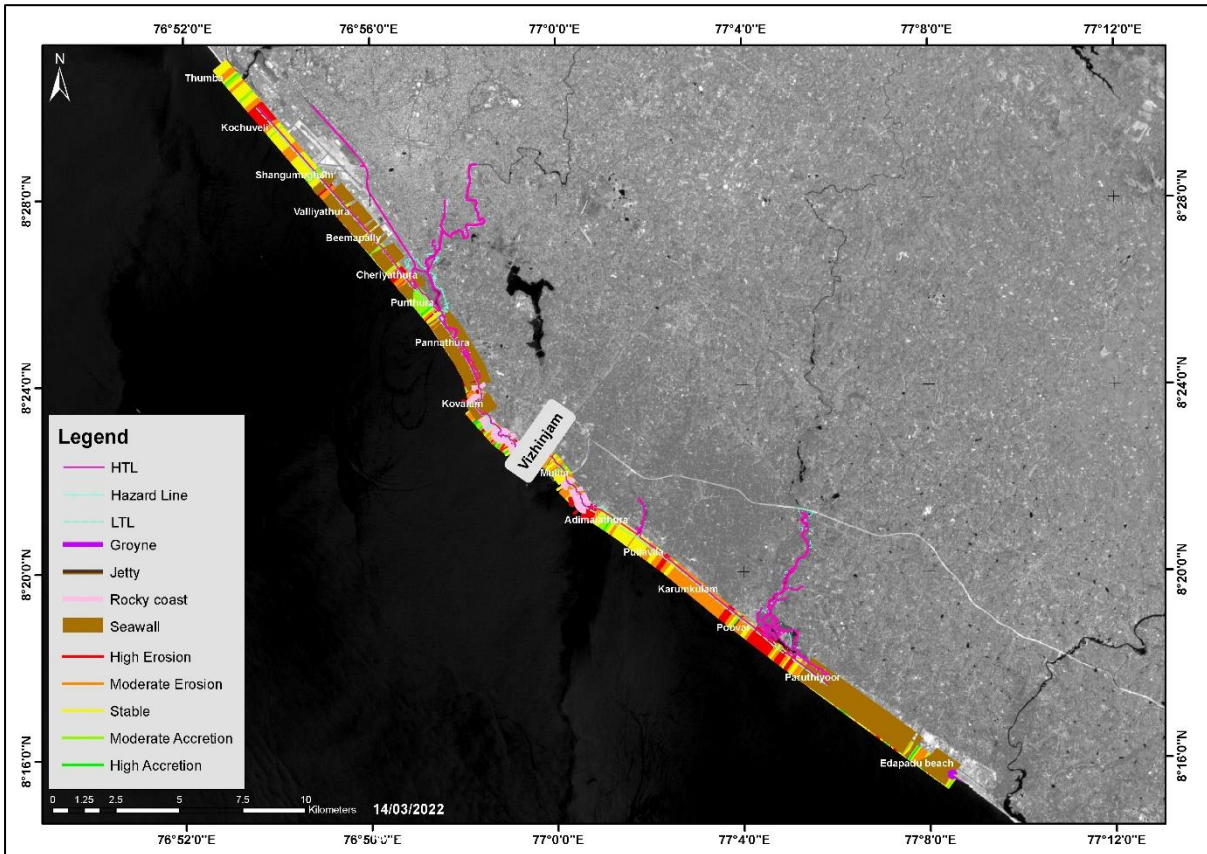 76°52'0"E 76°56'0"E 77°0'0"E 77°4'0"E 77°8'0"E 77°12'0"E
N
Thumba
Kochuveli
Shangumugham
8°28'0"N 8°28'0"N
Valliyathura
Beemapally
Cheriyathura
Punthura
Pannathura
8°24'0"N 8°24'0"N
Kovalam
Vizhinjam
Mulloor
Adimalathura
Pulluvila
8°20'0"N 8°20'0"N
Karumkulam
Poovar
Paruthiyoor
8°16'0"N 8°16'0"N
Edapadu beach
Legend
HTL
Hazard Line
LTL
Groyne
Jetty
Rocky coast
Seawall
High Erosion
Moderate Erosion
Stable
Moderate Accretion
High Accretion
0 1.25 2.5 5 7.5 10
Kilometers
14/03/2022
76°52'0"E 76°56'0"E 77°0'0"E 77°4'0"E 77°8'0"E 77°12'0"E